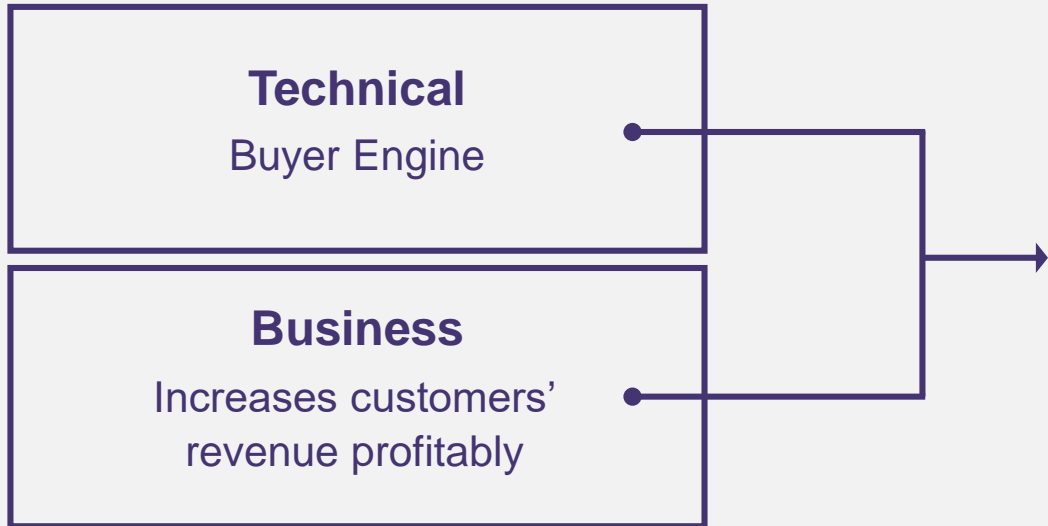 Technical
Buyer Engine
Business
Increases customers’
revenue profitably